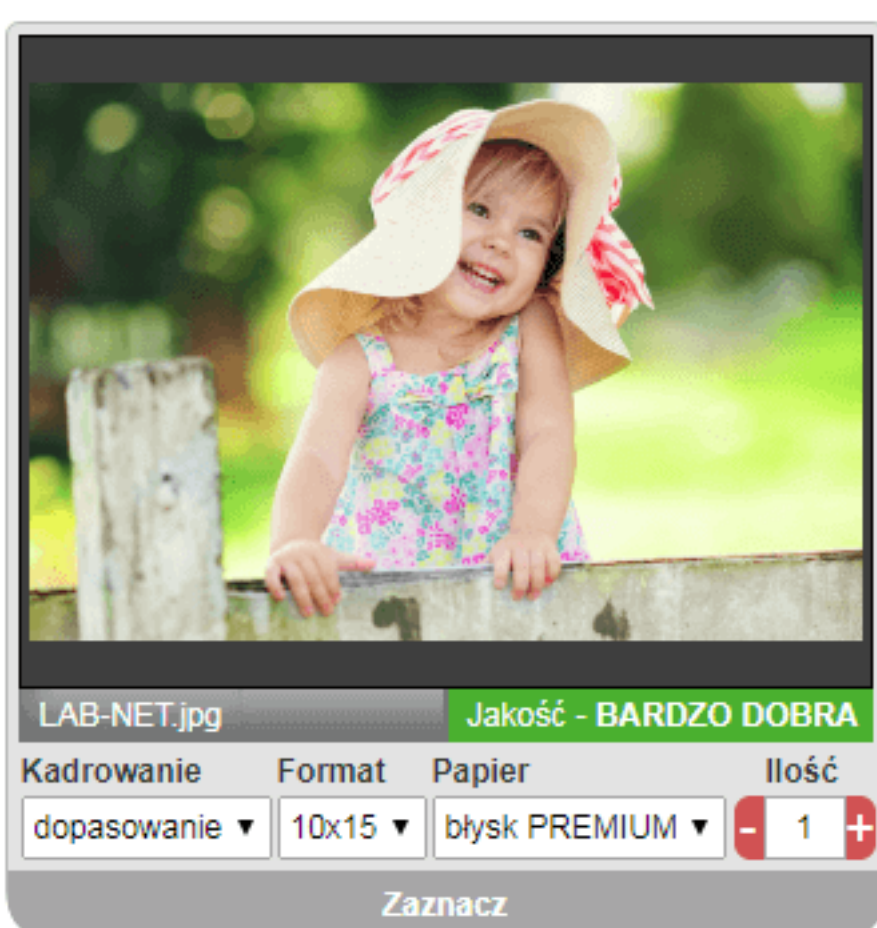 LAB-NET.jpg Jakość - BARDZO DOBRA
Kadrowanie Format Papier Ilość
dopasowanie ▼ 10x15 ▼ błysk PREMIUM ▼ - 1 +
Zaznacz